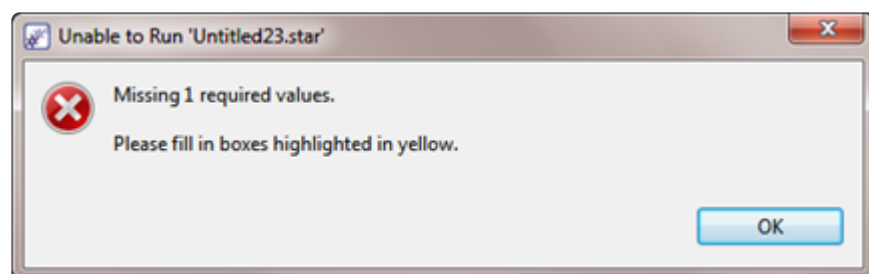 Unable to Run 'Untitled23.star'
Missing 1 required values.
Please fill in boxes highlighted in yellow.
OK